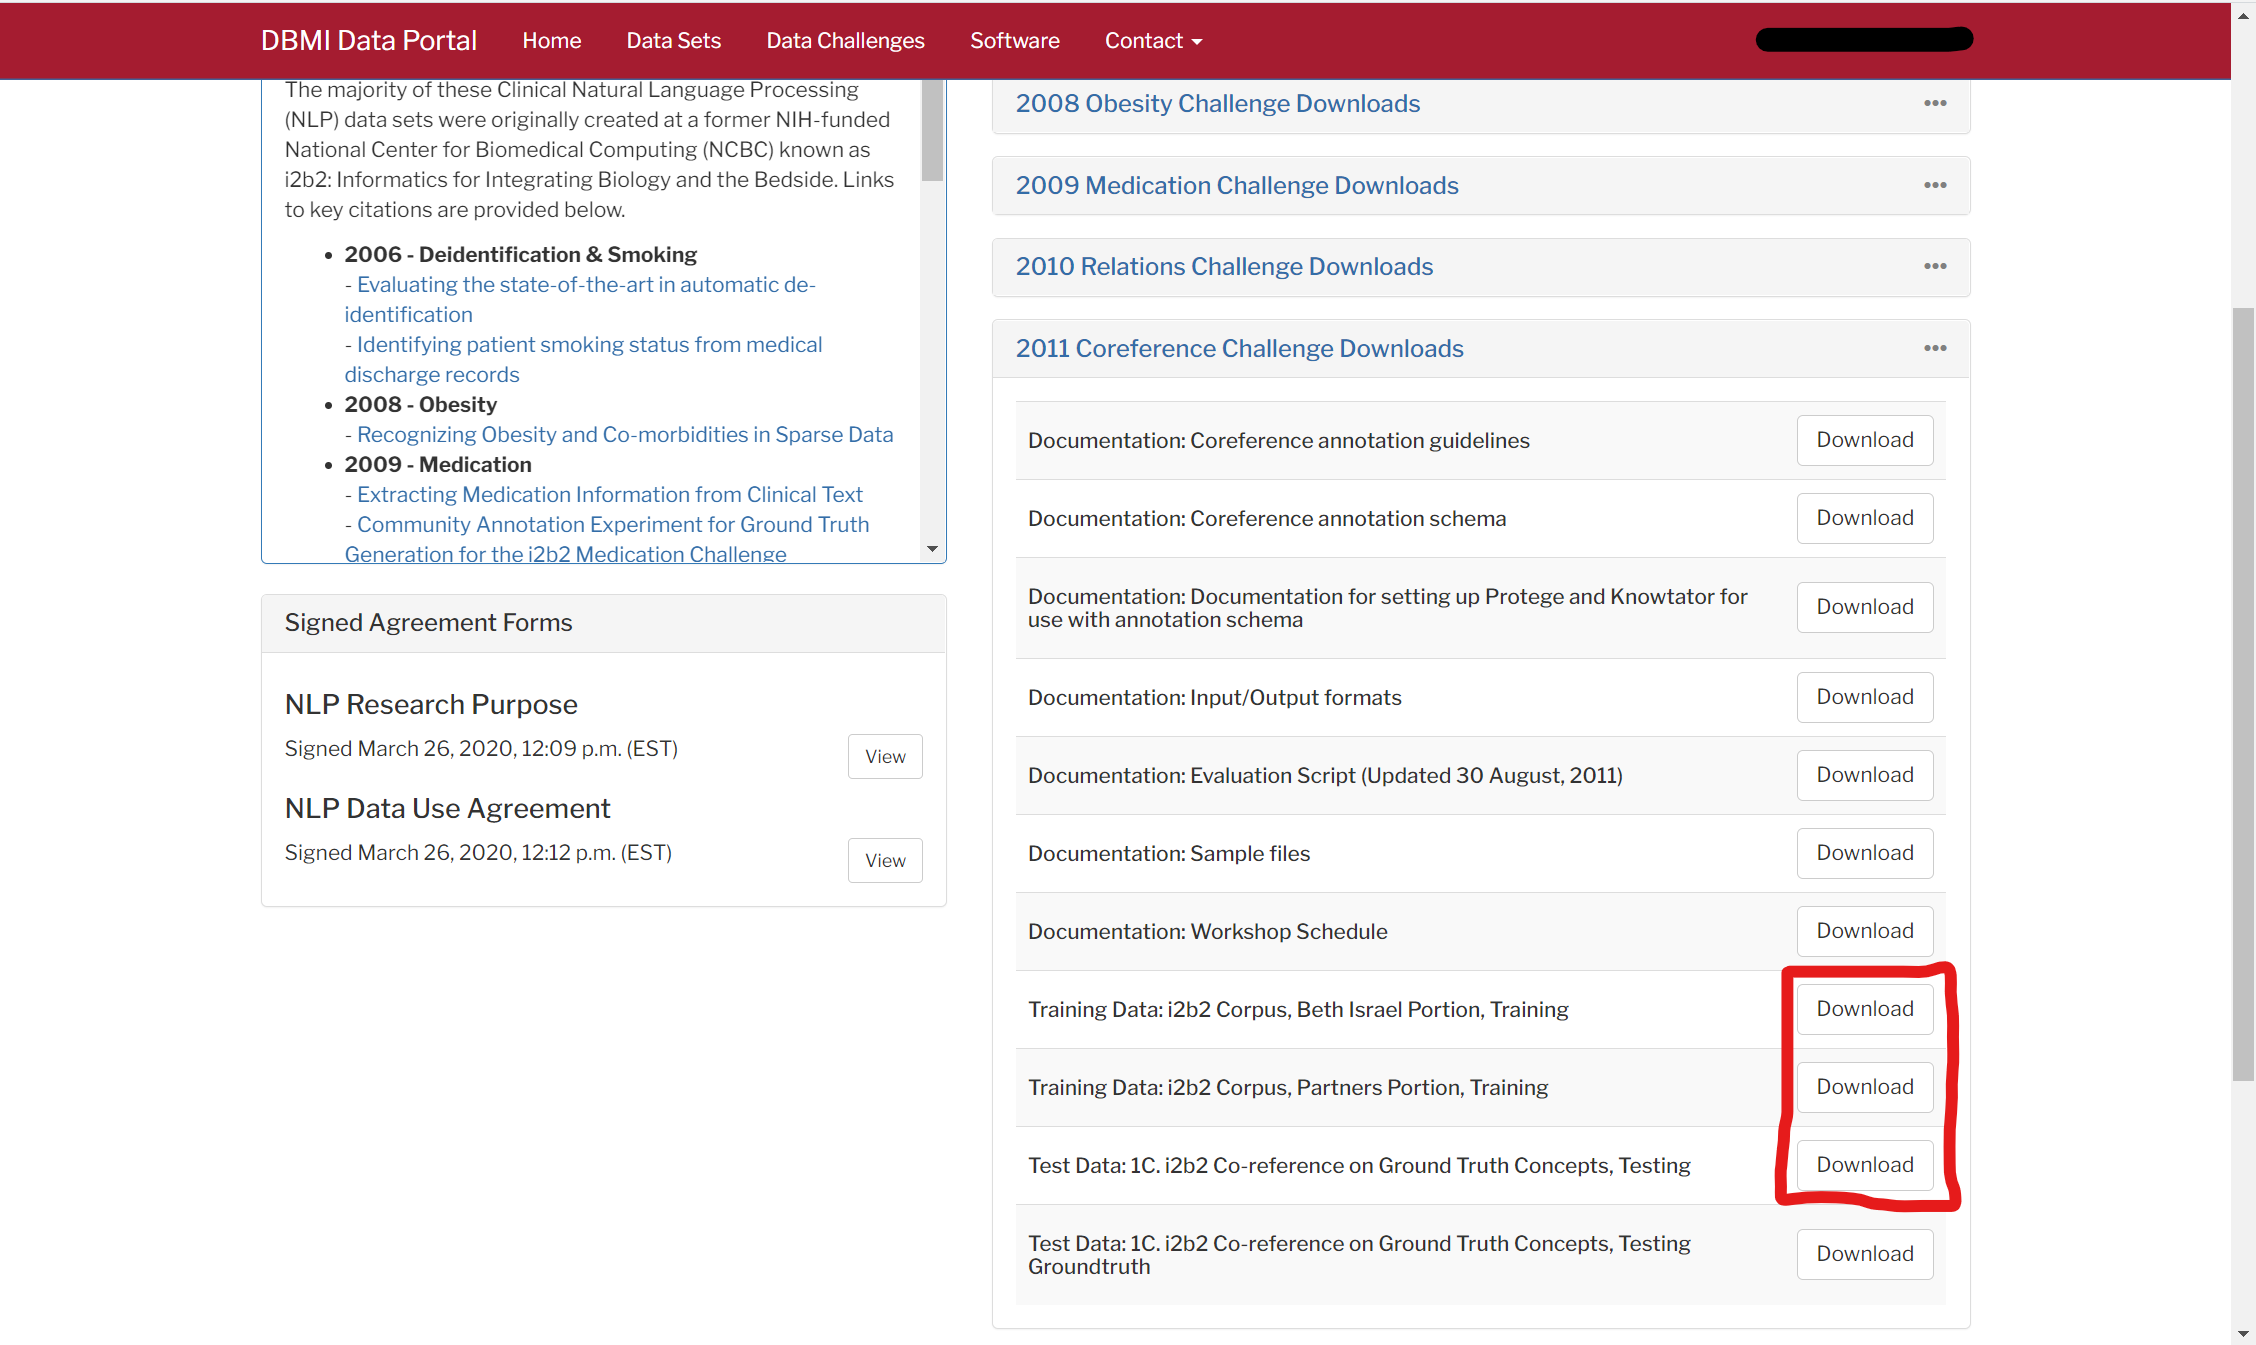 DBMI Data Portal Home Data Sets Data Challenges Software Contact
The majority of these Clinical Natural Language Processing
(NLP) data sets were originally created at a former NIH-funded
National Center for Biomedical Computing (NCBC) known as
i2b2: Informatics for Integrating Biology and the Bedside. Links
to key citations are provided below.
• 2006 - Deidentification & Smoking
- Evaluating the state-of-the-art in automatic de-
identification
- Identifying patient smoking status from medical
discharge records
• 2008 - Obesity
- Recognizing Obesity and Co-morbidities in Sparse Data
• 2009 - Medication
- Extracting Medication Information from Clinical Text
- Community Annotation Experiment for Ground Truth
Generation for the i2b2 Medication Challenge
Signed Agreement Forms
NLP Research Purpose
Signed March 26, 2020, 12:09 p.m. (EST) View
NLP Data Use Agreement
Signed March 26, 2020, 12:12 p.m. (EST) View
2008 Obesity Challenge Downloads •••
2009 Medication Challenge Downloads •••
2010 Relations Challenge Downloads •••
2011 Coreference Challenge Downloads •••
Documentation: Coreference annotation guidelines Download
Documentation: Coreference annotation schema Download
Documentation: Documentation for setting up Protege and Knowtator for
use with annotation schema Download
Documentation: Input/Output formats Download
Documentation: Evaluation Script (Updated 30 August, 2011) Download
Documentation: Sample files Download
Documentation: Workshop Schedule Download
Training Data: i2b2 Corpus, Beth Israel Portion, Training Download
Training Data: i2b2 Corpus, Partners Portion, Training Download
Test Data: 1C. i2b2 Co-reference on Ground Truth Concepts, Testing Download
Test Data: 1C. i2b2 Co-reference on Ground Truth Concepts, Testing
Groundtruth Download